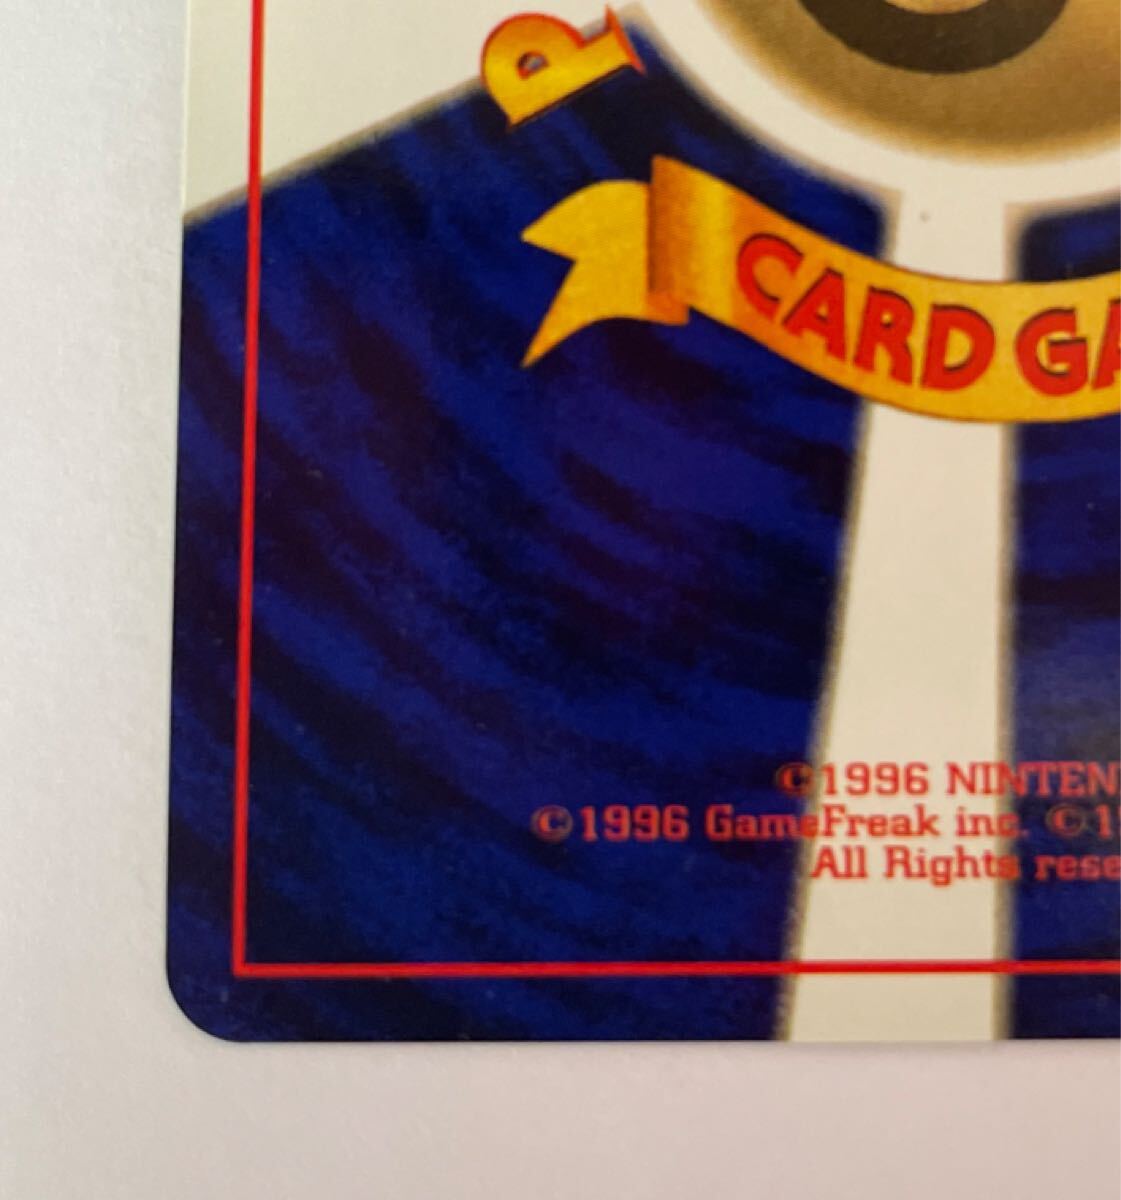 P
CARD GA
©1996 NINTEN
©1996 GameFreak inc. ©1
All Rights rese